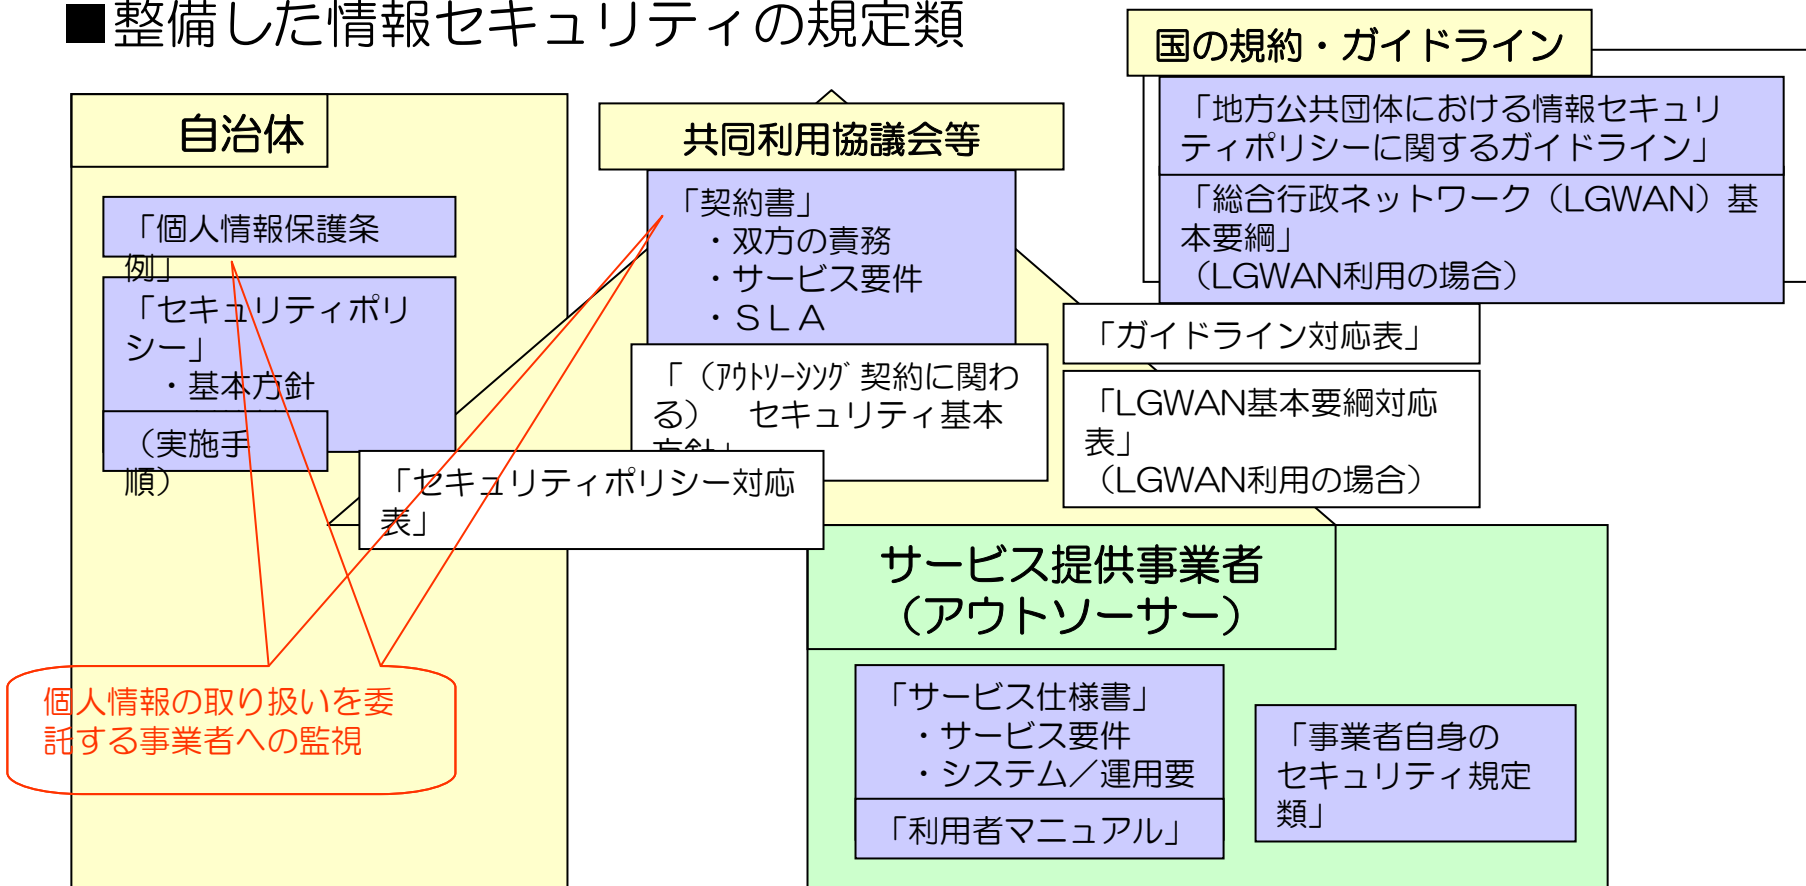 ■整備した情報セキュリティの規定類
国の規約・ガイドライン
「地方公共団体における情報セキュリ
ティポリシーに関するガイドライン」
「総合行政ネットワーク（LGWAN）基
本要綱」
（LGWAN利用の場合）
自治体
「個人情報保護条
例」
「セキュリティポリ
シー」
・基本方針
（実施手
順）
共同利用協議会等
「契約書」
・双方の責務
・サービス要件
・ＳＬＡ
「（ｱｳﾄｿｰｼﾝｸﾞ契約に関わ
る）　セキュリティ基本
方針」
「ガイドライン対応表」
「LGWAN基本要綱対応
表」
（LGWAN利用の場合）
「セキュリティポリシー対応
表」
サービス提供事業者
（アウトソーサー）
「サービス仕様書」
・サービス要件
・システム／運用要
「利用者マニュアル」
「事業者自身の
セキュリティ規定
類」
個人情報の取り扱いを委
託する事業者への監視